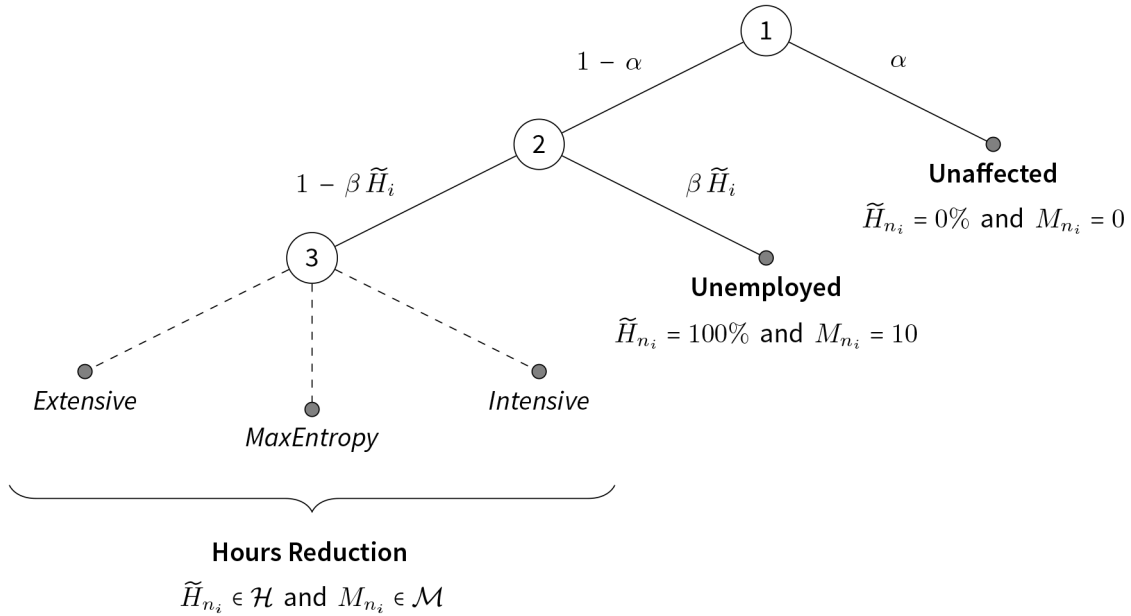 1
1 − α
α
2
Unaffected
H̃ₙᵢ = 0% and Mₙᵢ = 0
1 − β H̃ᵢ
β H̃ᵢ
3
Unemployed
H̃ₙᵢ = 100% and Mₙᵢ = 10
Extensive
Intensive
MaxEntropy
Hours Reduction
H̃ₙᵢ ∈ ℋ and Mₙᵢ ∈ ℳ